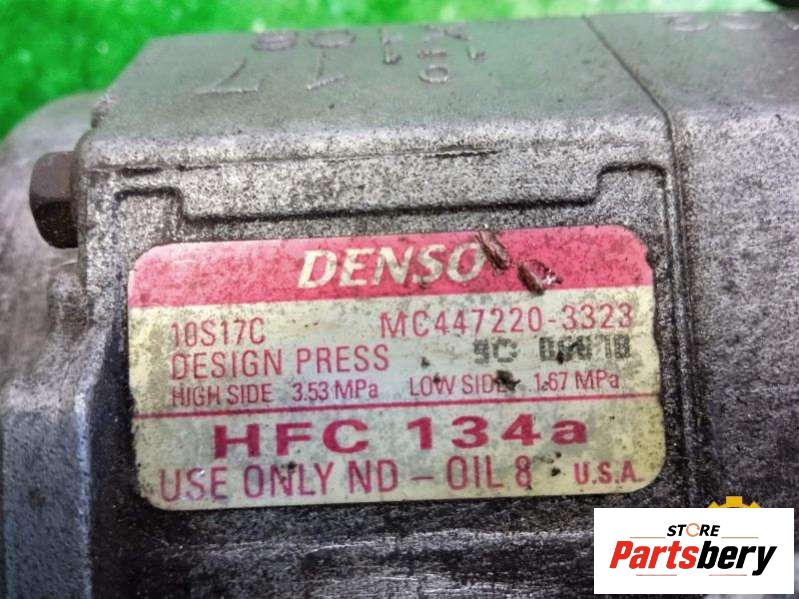 DENSO
10S17C MC447220-3323
DESIGN PRESS
HIGH SIDE 3.53 MPa LOW SIDE 1.67 MPa
HFC 134a
USE ONLY ND-OIL 8 U.S.A.
STORE
Partsbery